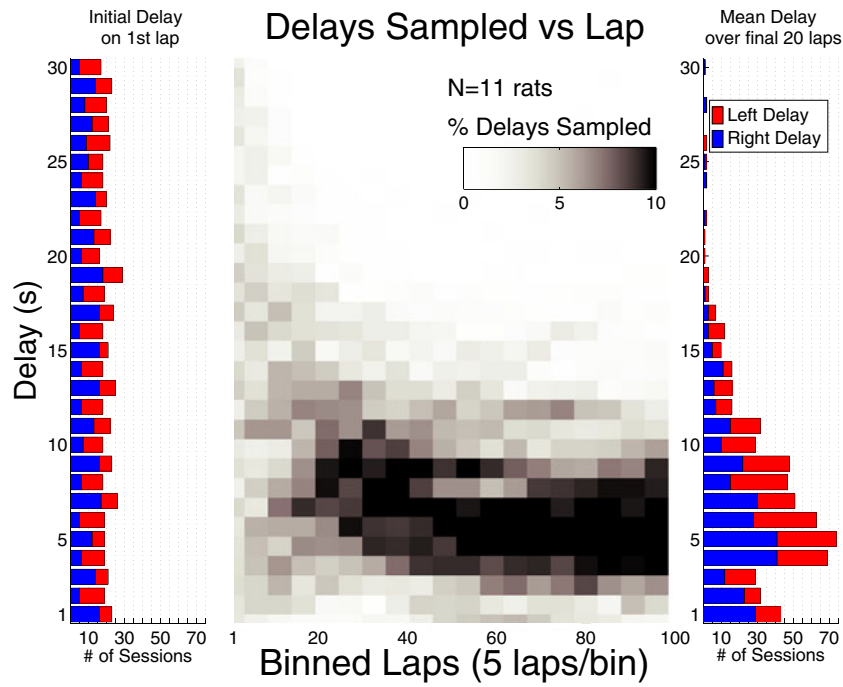 Initial Delay
on 1st lap
Delays Sampled vs Lap
Mean Delay
over final 20 laps
Delay (s)
30
25
20
15
10
5
1
10 30 50 70
# of Sessions
N=11 rats
% Delays Sampled
0 5 10
1 20 40 60 80 100
Binned Laps (5 laps/bin)
Left Delay
Right Delay
30
25
20
15
10
5
1
10 30 50 70
# of Sessions